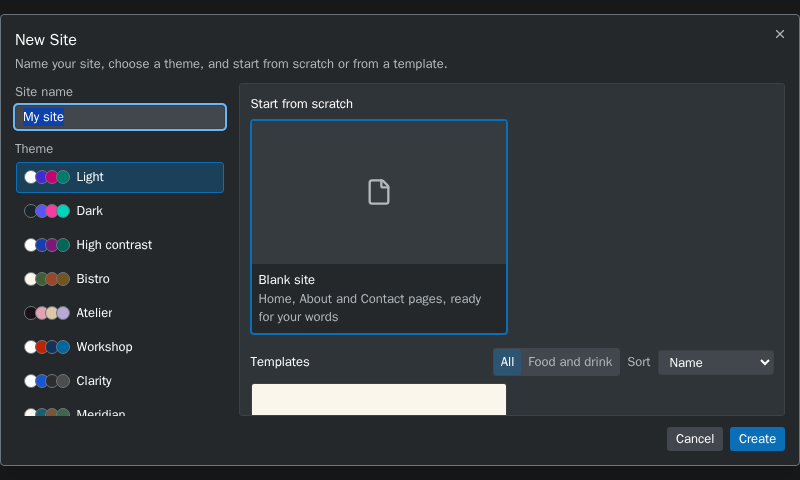 New Site
Name your site, choose a theme, and start from scratch or from a template.
Site name
My site
Theme
Light
Dark
High contrast
Bistro
Atelier
Workshop
Clarity
Meridian
Start from scratch
Blank site
Home, About and Contact pages, ready
for your words
Templates
All
Food and drink
Sort
Name
Cancel
Create